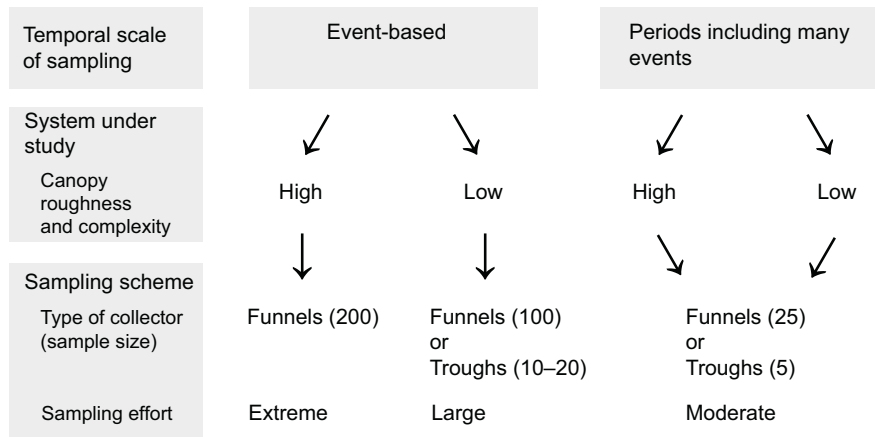 Temporal scale
of sampling
Event-based
Periods including many
events
System under
study
Canopy
roughness
and complexity
High
Low
High
Low
Sampling scheme
Type of collector
(sample size)
Funnels (200)
Funnels (100)
or
Troughs (10–20)
Funnels (25)
or
Troughs (5)
Sampling effort
Extreme
Large
Moderate